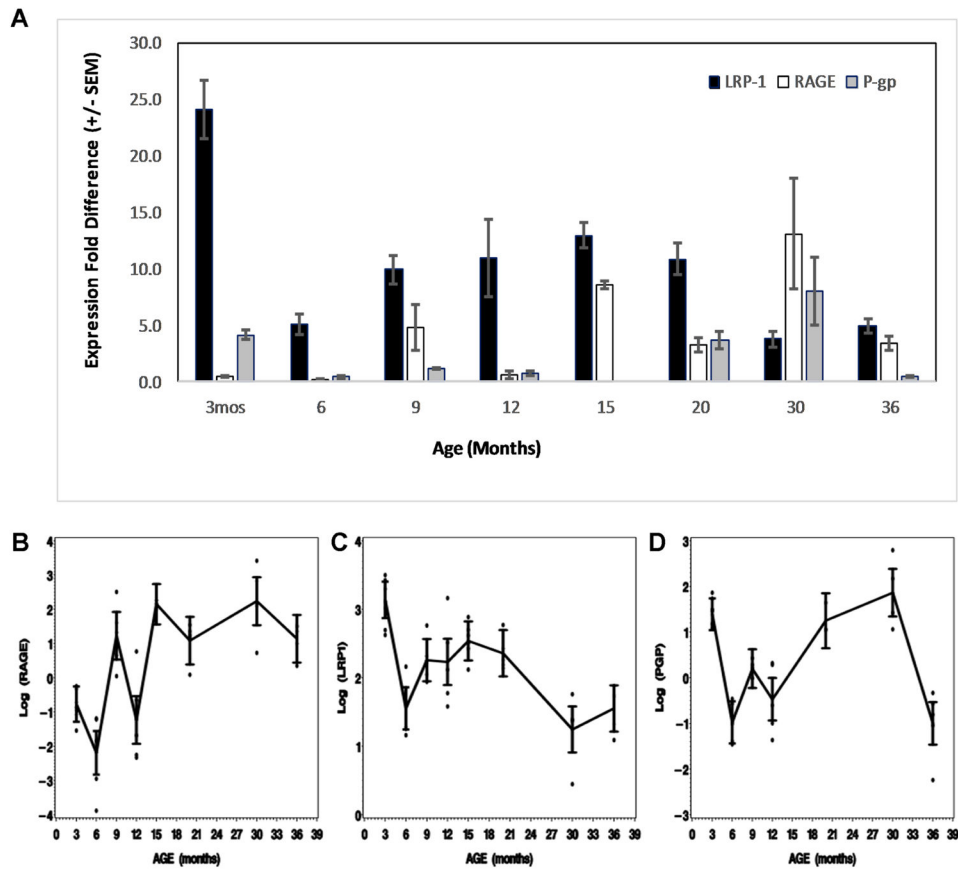 A
Expression Fold Difference (+/- SEM)
30.0
25.0
20.0
15.0
10.0
5.0
0.0
LRP-1 RAGE P-gp
3mos 6 9 12 15 20 30 36
Age (Months)
B
Log (RAGE)
4
3
2
1
0
-1
-2
-3
-4
0 3 6 9 12 15 18 21 24 27 30 33 36 39
AGE (months)
C
Log (LRP1)
4
3
2
1
0
0 3 6 9 12 15 18 21 24 27 30 33 36 39
AGE (months)
D
Log (PGP)
3
2
1
0
-1
-2
-3
0 3 6 9 12 15 18 21 24 27 30 33 36 39
AGE (months)